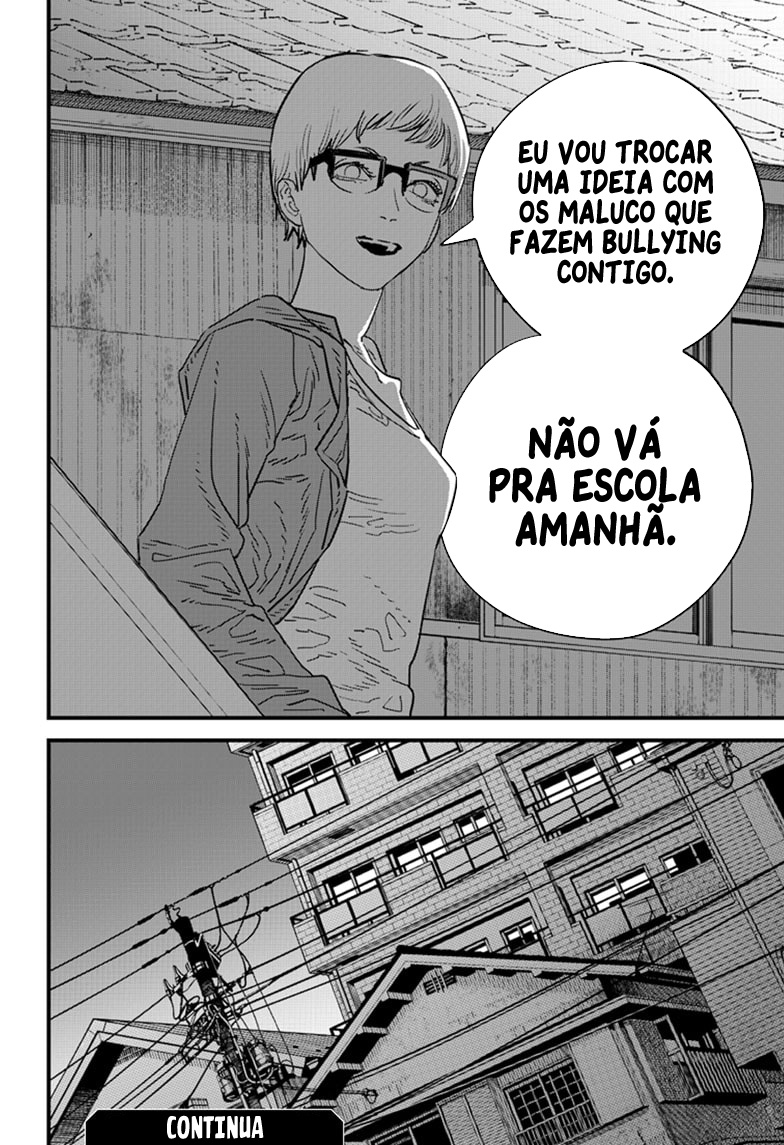 EU VOU TROCAR
UMA IDEIA COM
OS MALUCO QUE
FAZEM BULLYING
CONTIGO.
NÃO VÁ
PRA ESCOLA
AMANHÃ.
CONTINUA